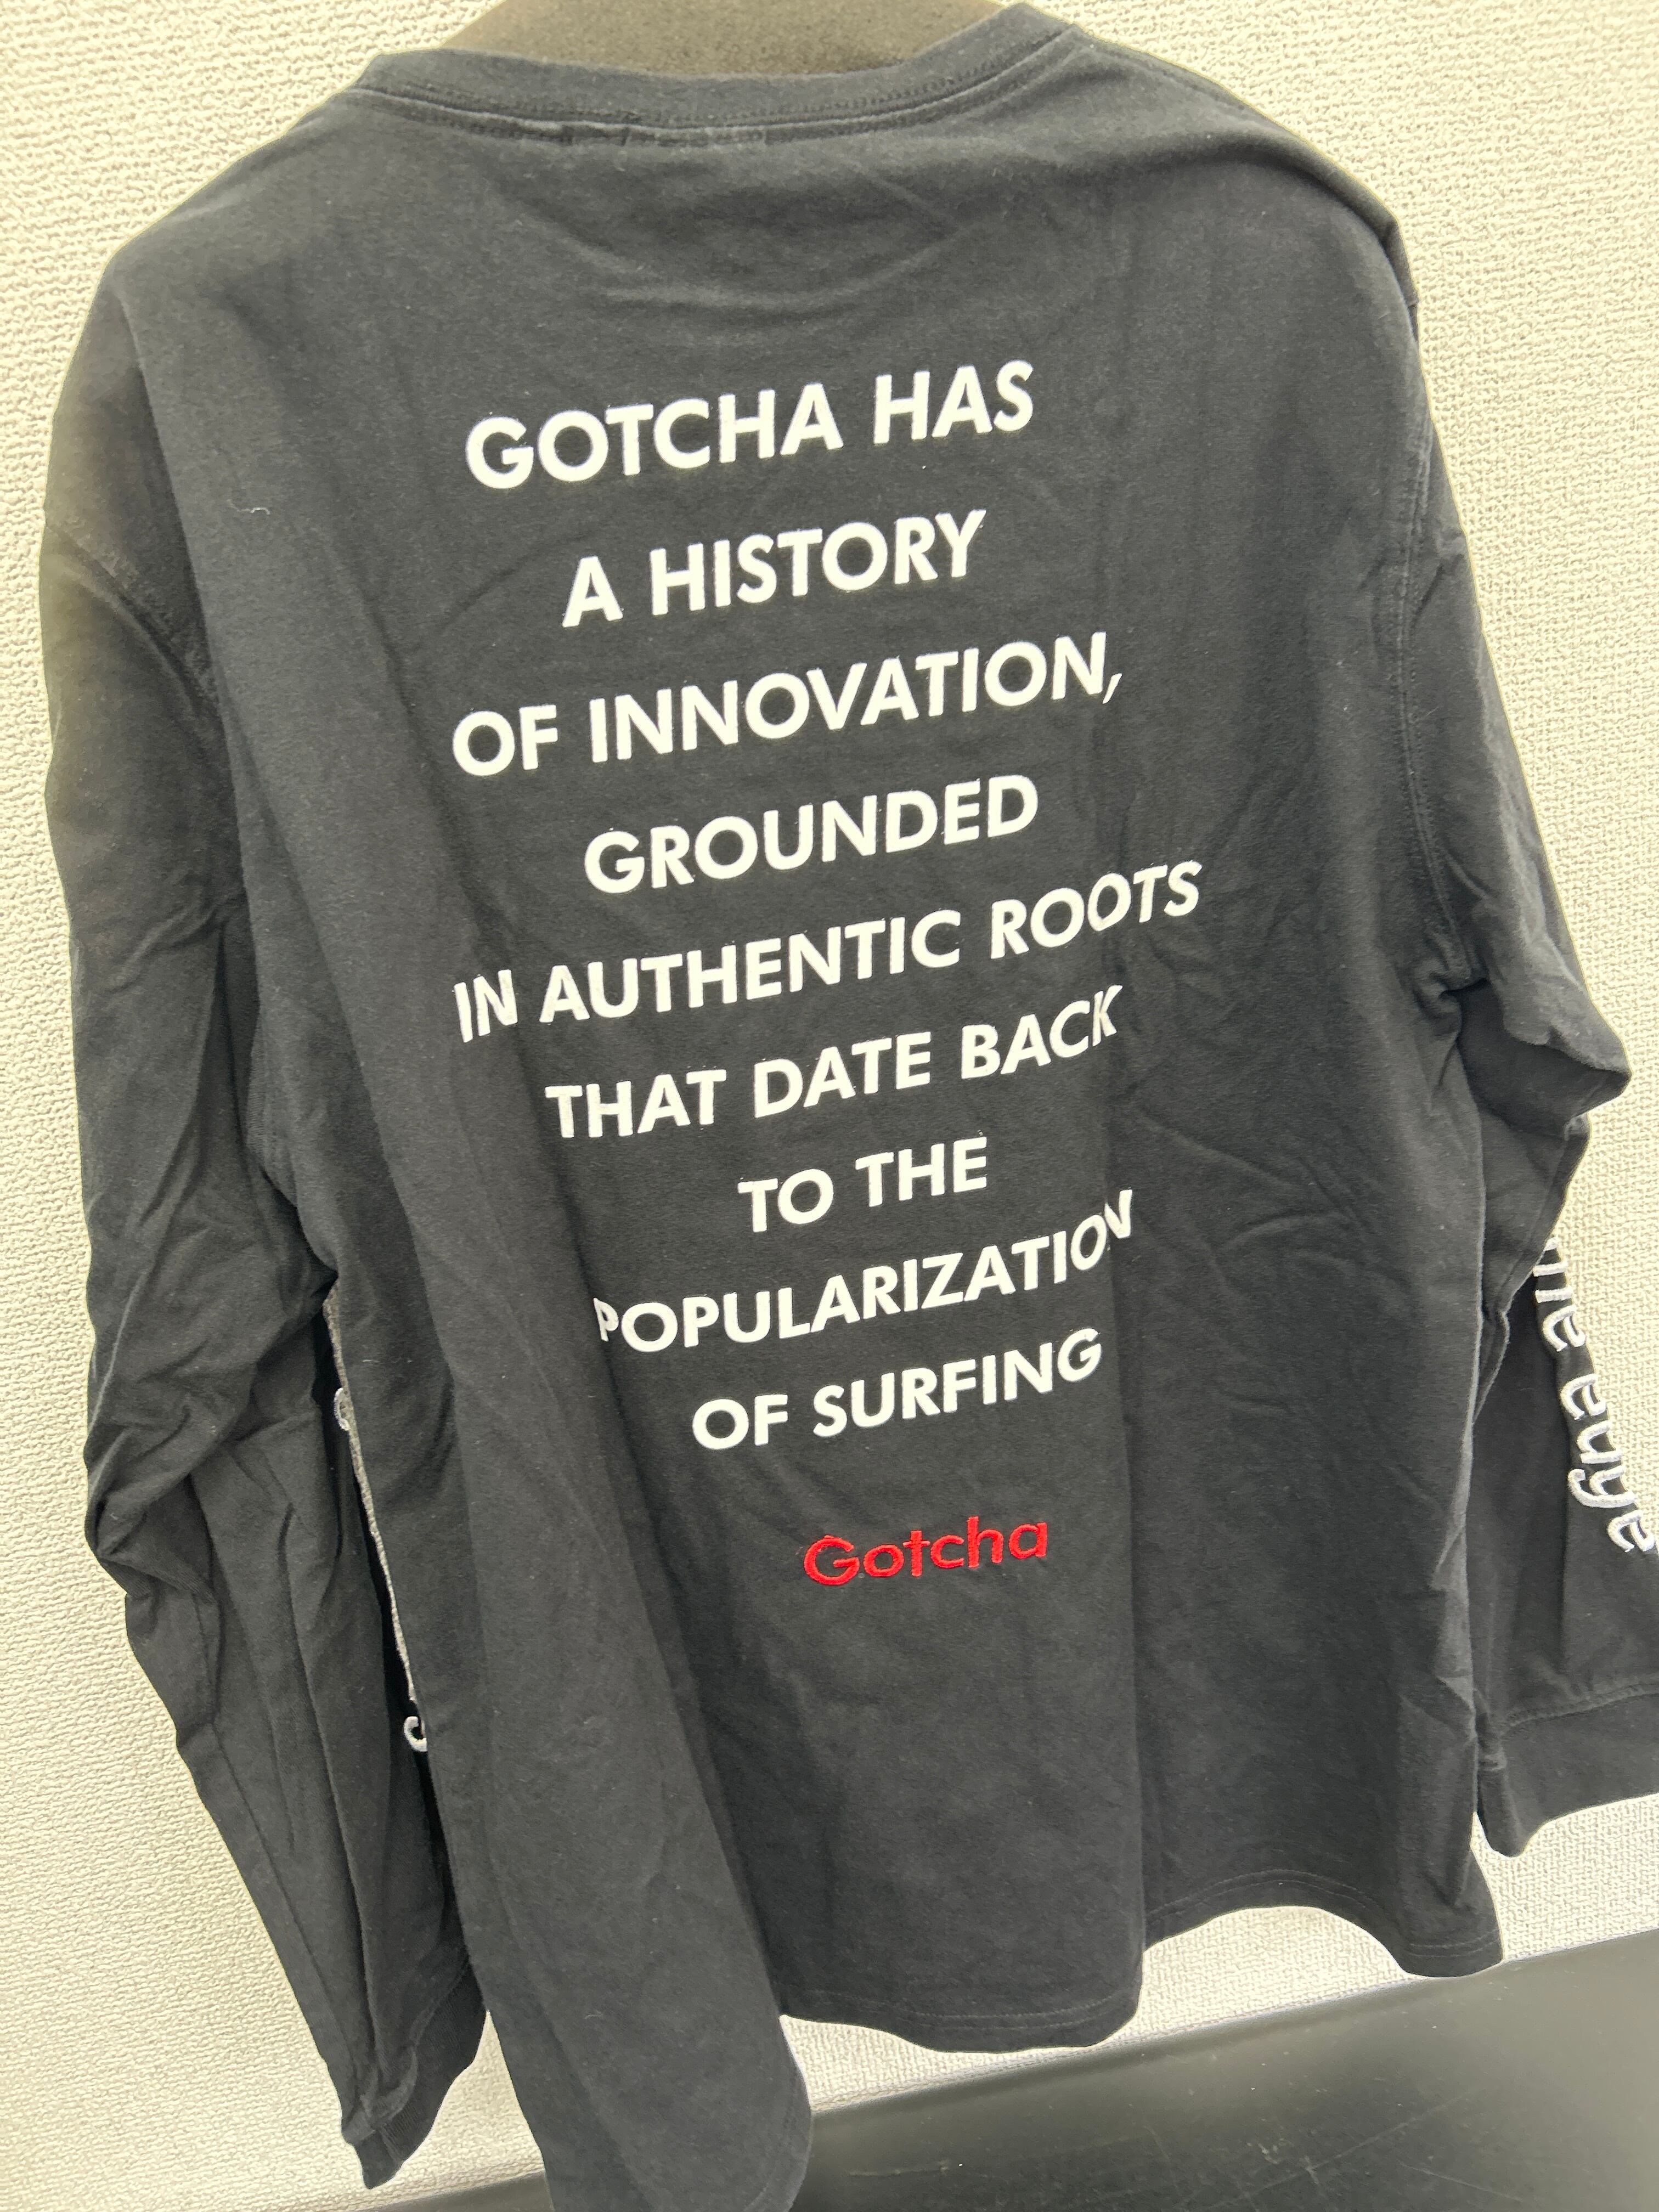 GOTCHA HAS
A HISTORY
OF INNOVATION,
GROUNDED
IN AUTHENTIC ROOTS
THAT DATE BACK
TO THE
POPULARIZATION
OF SURFING
Gotcha